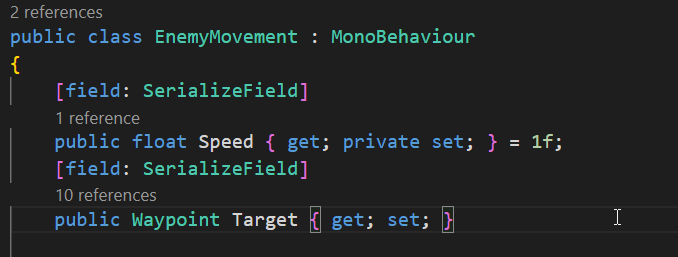 2 references
public class EnemyMovement : MonoBehaviour
{
[field: SerializeField]
1 reference
public float Speed { get; private set; } = 1f;
[field: SerializeField]
10 references
public Waypoint Target { get; set; }